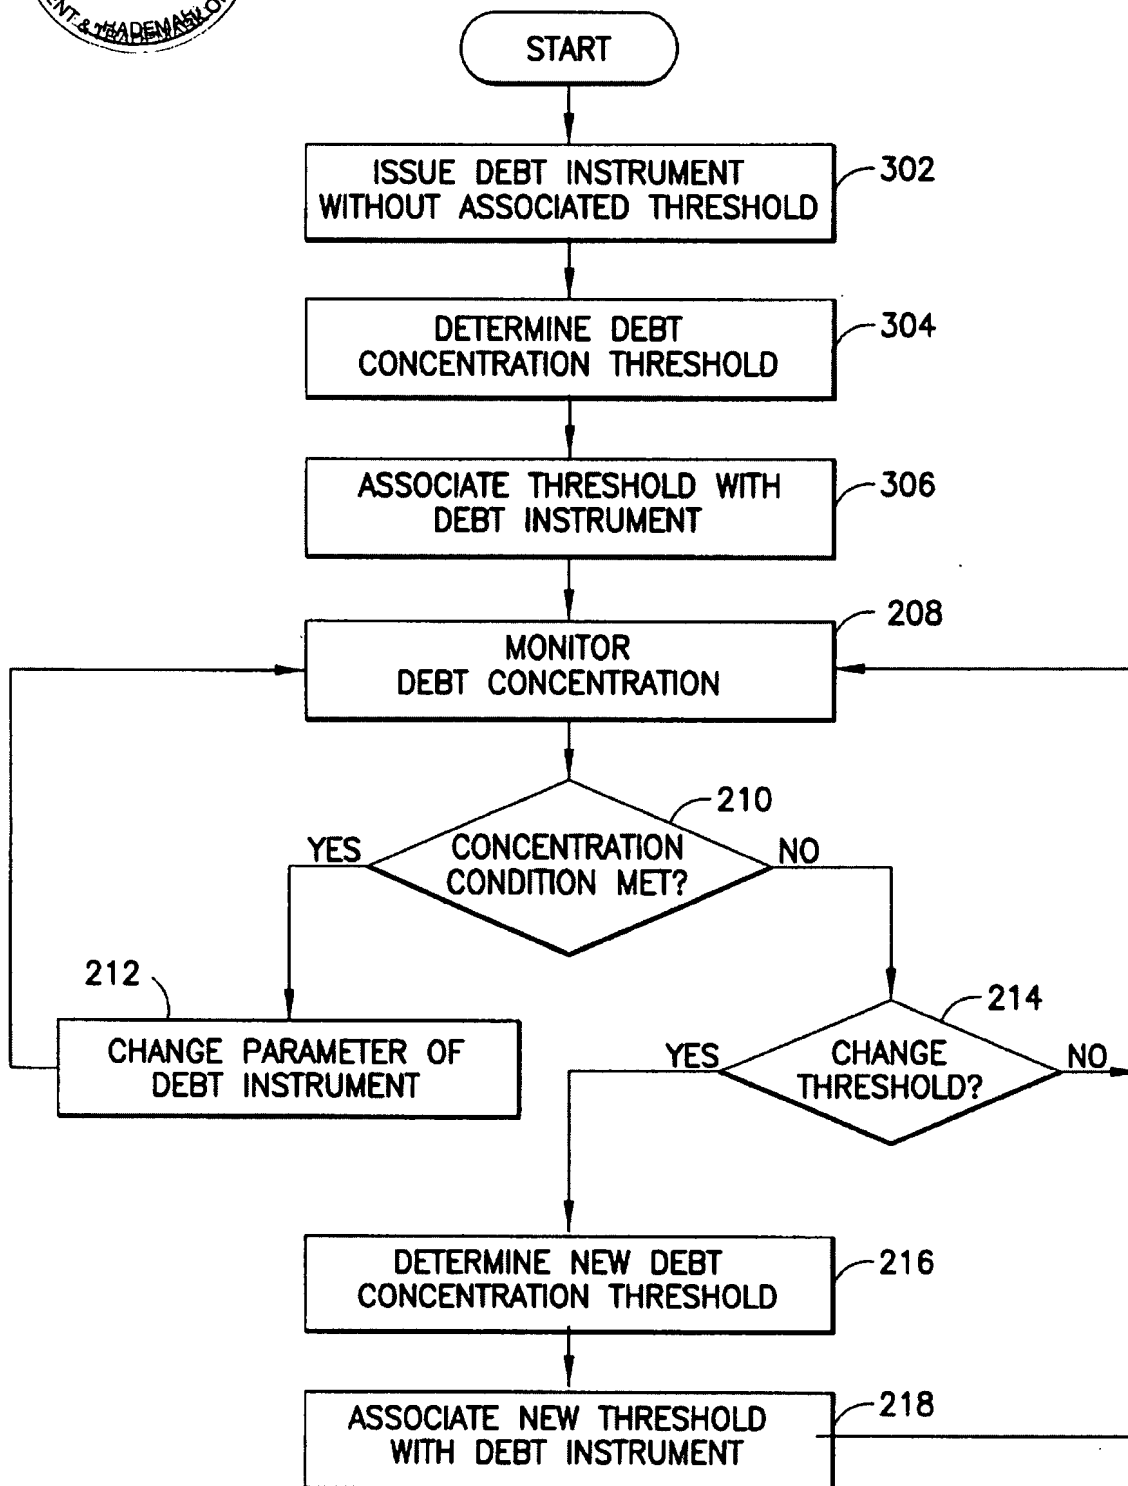 START
ISSUE DEBT INSTRUMENT
WITHOUT ASSOCIATED THRESHOLD
302
DETERMINE DEBT
CONCENTRATION THRESHOLD
304
ASSOCIATE THRESHOLD WITH
DEBT INSTRUMENT
306
208
MONITOR
DEBT CONCENTRATION
210
YES
CONCENTRATION
CONDITION MET?
NO
212
CHANGE PARAMETER OF
DEBT INSTRUMENT
214
YES
CHANGE
THRESHOLD?
NO
DETERMINE NEW DEBT
CONCENTRATION THRESHOLD
216
ASSOCIATE NEW THRESHOLD
WITH DEBT INSTRUMENT
218